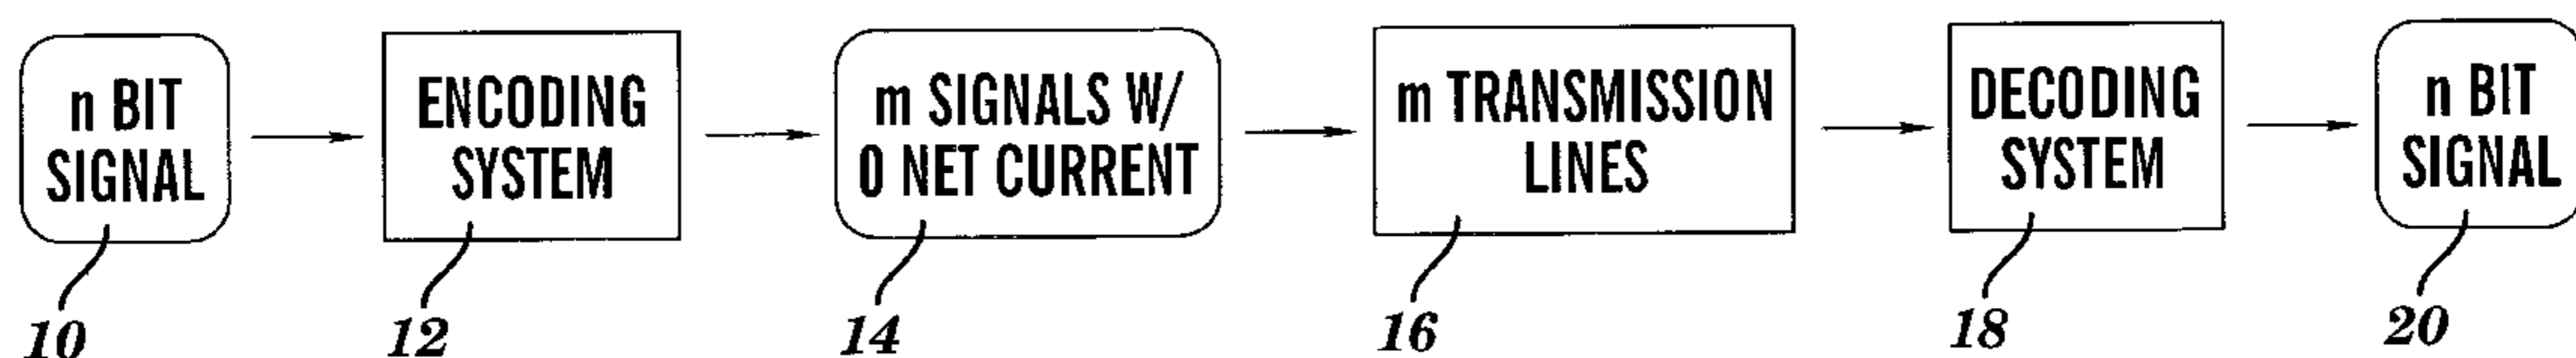 n BIT
SIGNAL
ENCODING
SYSTEM
m SIGNALS W/
0 NET CURRENT
m TRANSMISSION
LINES
DECODING
SYSTEM
n BIT
SIGNAL
10
12
14
16
18
20